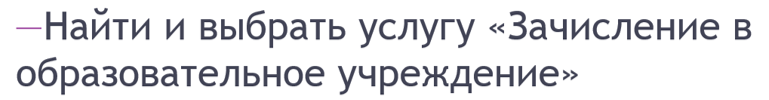 —Найти и выбрать услугу «Зачисление в
образовательное учреждение»